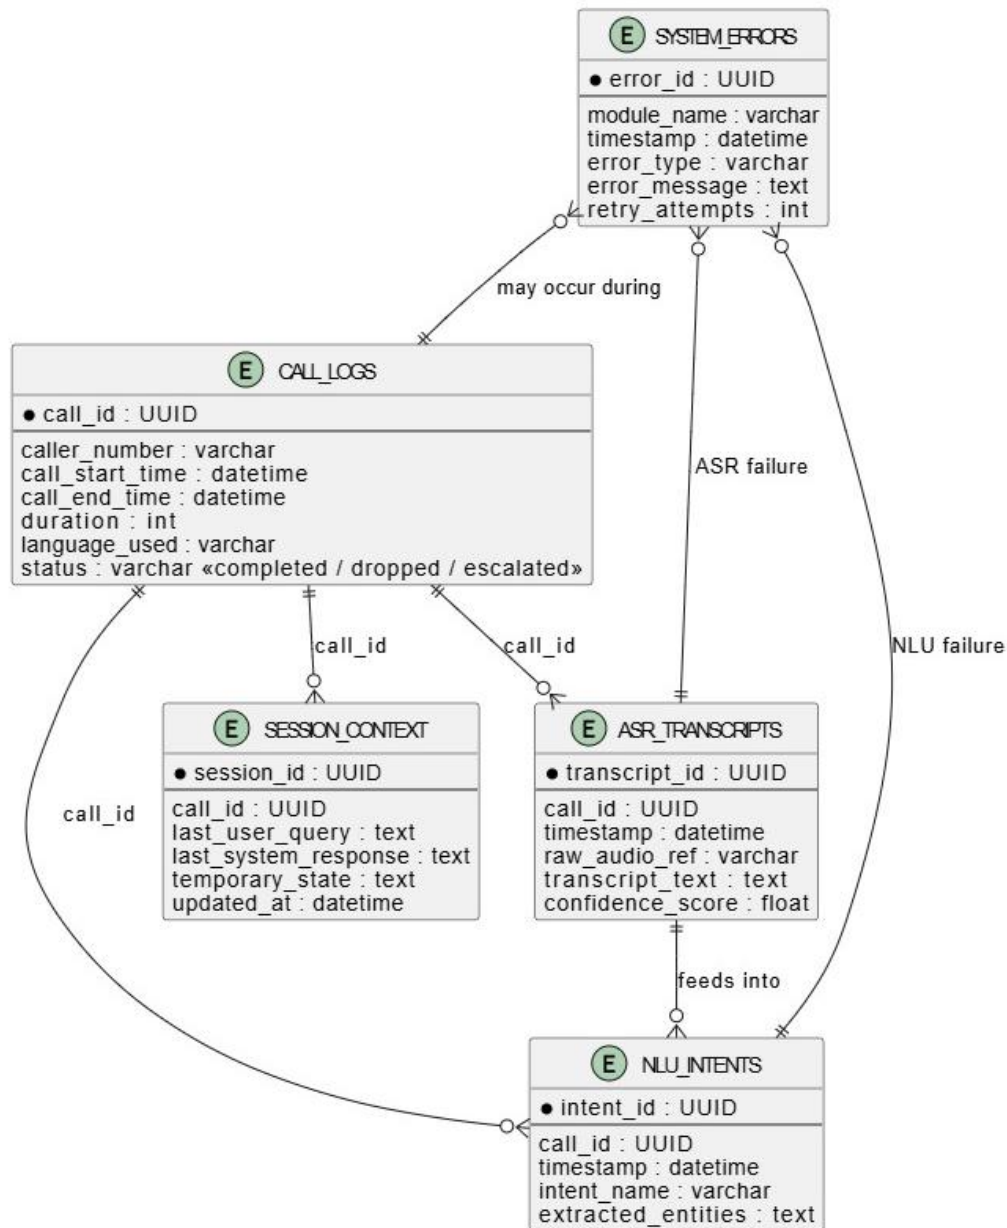 E SYSTEM_ERRORS
● error_id : UUID
module_name : varchar
timestamp : datetime
error_type : varchar
error_message : text
retry_attempts : int
may occur during
E CALL_LOGS
● call_id : UUID
caller_number : varchar
call_start_time : datetime
call_end_time : datetime
duration : int
language_used : varchar
status : varchar «completed / dropped / escalated»
ASR failure
NLU failure
call_id
call_id
E SESSION_CONTEXT
● session_id : UUID
call_id : UUID
last_user_query : text
last_system_response : text
temporary_state : text
updated_at : datetime
E ASR_TRANSCRIPTS
● transcript_id : UUID
call_id : UUID
timestamp : datetime
raw_audio_ref : varchar
transcript_text : text
confidence_score : float
call_id
feeds into
E NLU_INTENTS
● intent_id : UUID
call_id : UUID
timestamp : datetime
intent_name : varchar
extracted_entities : text